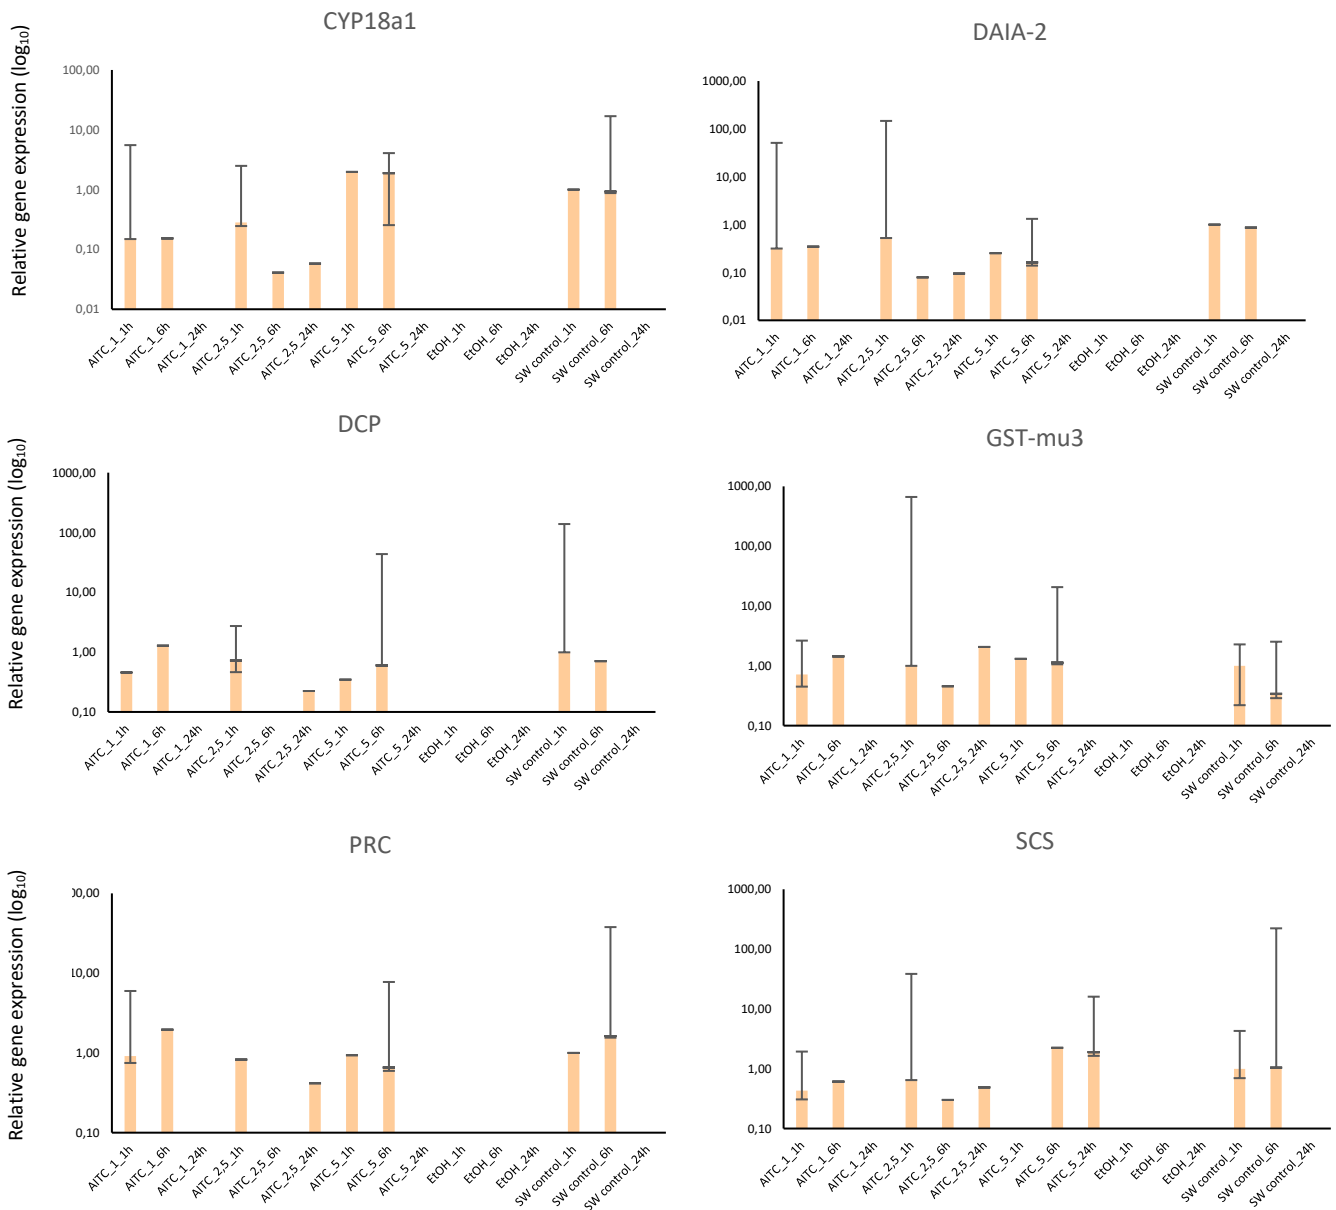 CYP18a1
Relative gene expression (log₁₀)
100,00
10,00
1,00
0,10
0,01
AITC_1_1h
AITC_1_6h
AITC_1_24h
AITC_2,5_1h
AITC_2,5_6h
AITC_2,5_24h
AITC_5_1h
AITC_5_6h
AITC_5_24h
EtOH_1h
EtOH_6h
EtOH_24h
SW control_1h
SW control_6h
SW control_24h
DAIA-2
1000,00
100,00
10,00
1,00
0,10
0,01
AITC_1_1h
AITC_1_6h
AITC_1_24h
AITC_2,5_1h
AITC_2,5_6h
AITC_2,5_24h
AITC_5_1h
AITC_5_6h
AITC_5_24h
EtOH_1h
EtOH_6h
EtOH_24h
SW control_1h
SW control_6h
SW control_24h
DCP
Relative gene expression (log₁₀)
1000,00
100,00
10,00
1,00
0,10
AITC_1_1h
AITC_1_6h
AITC_1_24h
AITC_2,5_1h
AITC_2,5_6h
AITC_2,5_24h
AITC_5_1h
AITC_5_6h
AITC_5_24h
EtOH_1h
EtOH_6h
EtOH_24h
SW control_1h
SW control_6h
SW control_24h
GST-mu3
1000,00
100,00
10,00
1,00
0,10
AITC_1_1h
AITC_1_6h
AITC_1_24h
AITC_2,5_1h
AITC_2,5_6h
AITC_2,5_24h
AITC_5_1h
AITC_5_6h
AITC_5_24h
EtOH_1h
EtOH_6h
EtOH_24h
SW control_1h
SW control_6h
SW control_24h
PRC
Relative gene expression (log₁₀)
00,00
10,00
1,00
0,10
AITC_1_1h
AITC_1_6h
AITC_1_24h
AITC_2,5_1h
AITC_2,5_6h
AITC_2,5_24h
AITC_5_1h
AITC_5_6h
AITC_5_24h
EtOH_1h
EtOH_6h
EtOH_24h
SW control_1h
SW control_6h
SW control_24h
SCS
1000,00
100,00
10,00
1,00
0,10
AITC_1_1h
AITC_1_6h
AITC_1_24h
AITC_2,5_1h
AITC_2,5_6h
AITC_2,5_24h
AITC_5_1h
AITC_5_6h
AITC_5_24h
EtOH_1h
EtOH_6h
EtOH_24h
SW control_1h
SW control_6h
SW control_24h